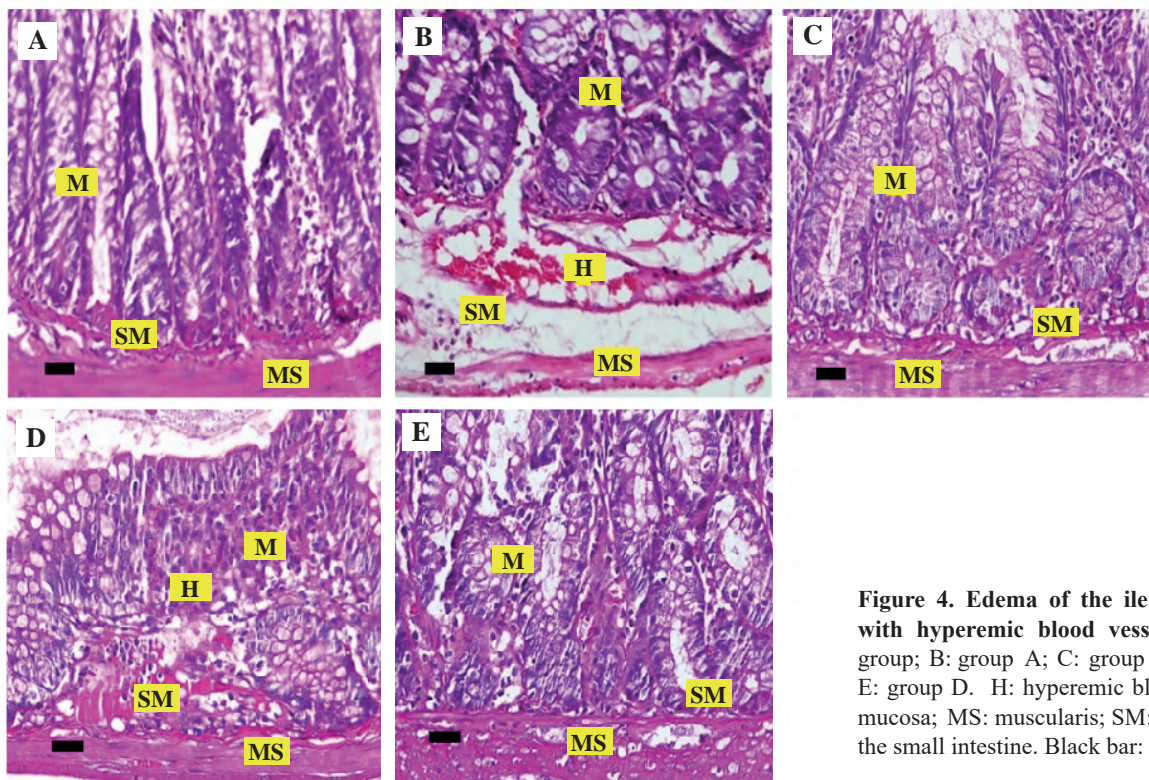 A
M
SM
MS
B
M
H
SM
MS
C
M
SM
MS
D
M
H
SM
MS
E
M
SM
MS
Figure 4. Edema of the ile
with hyperemic blood vess
group; B: group A; C: group
E: group D. H: hyperemic bl
mucosa; MS: muscularis; SM:
the small intestine. Black bar: